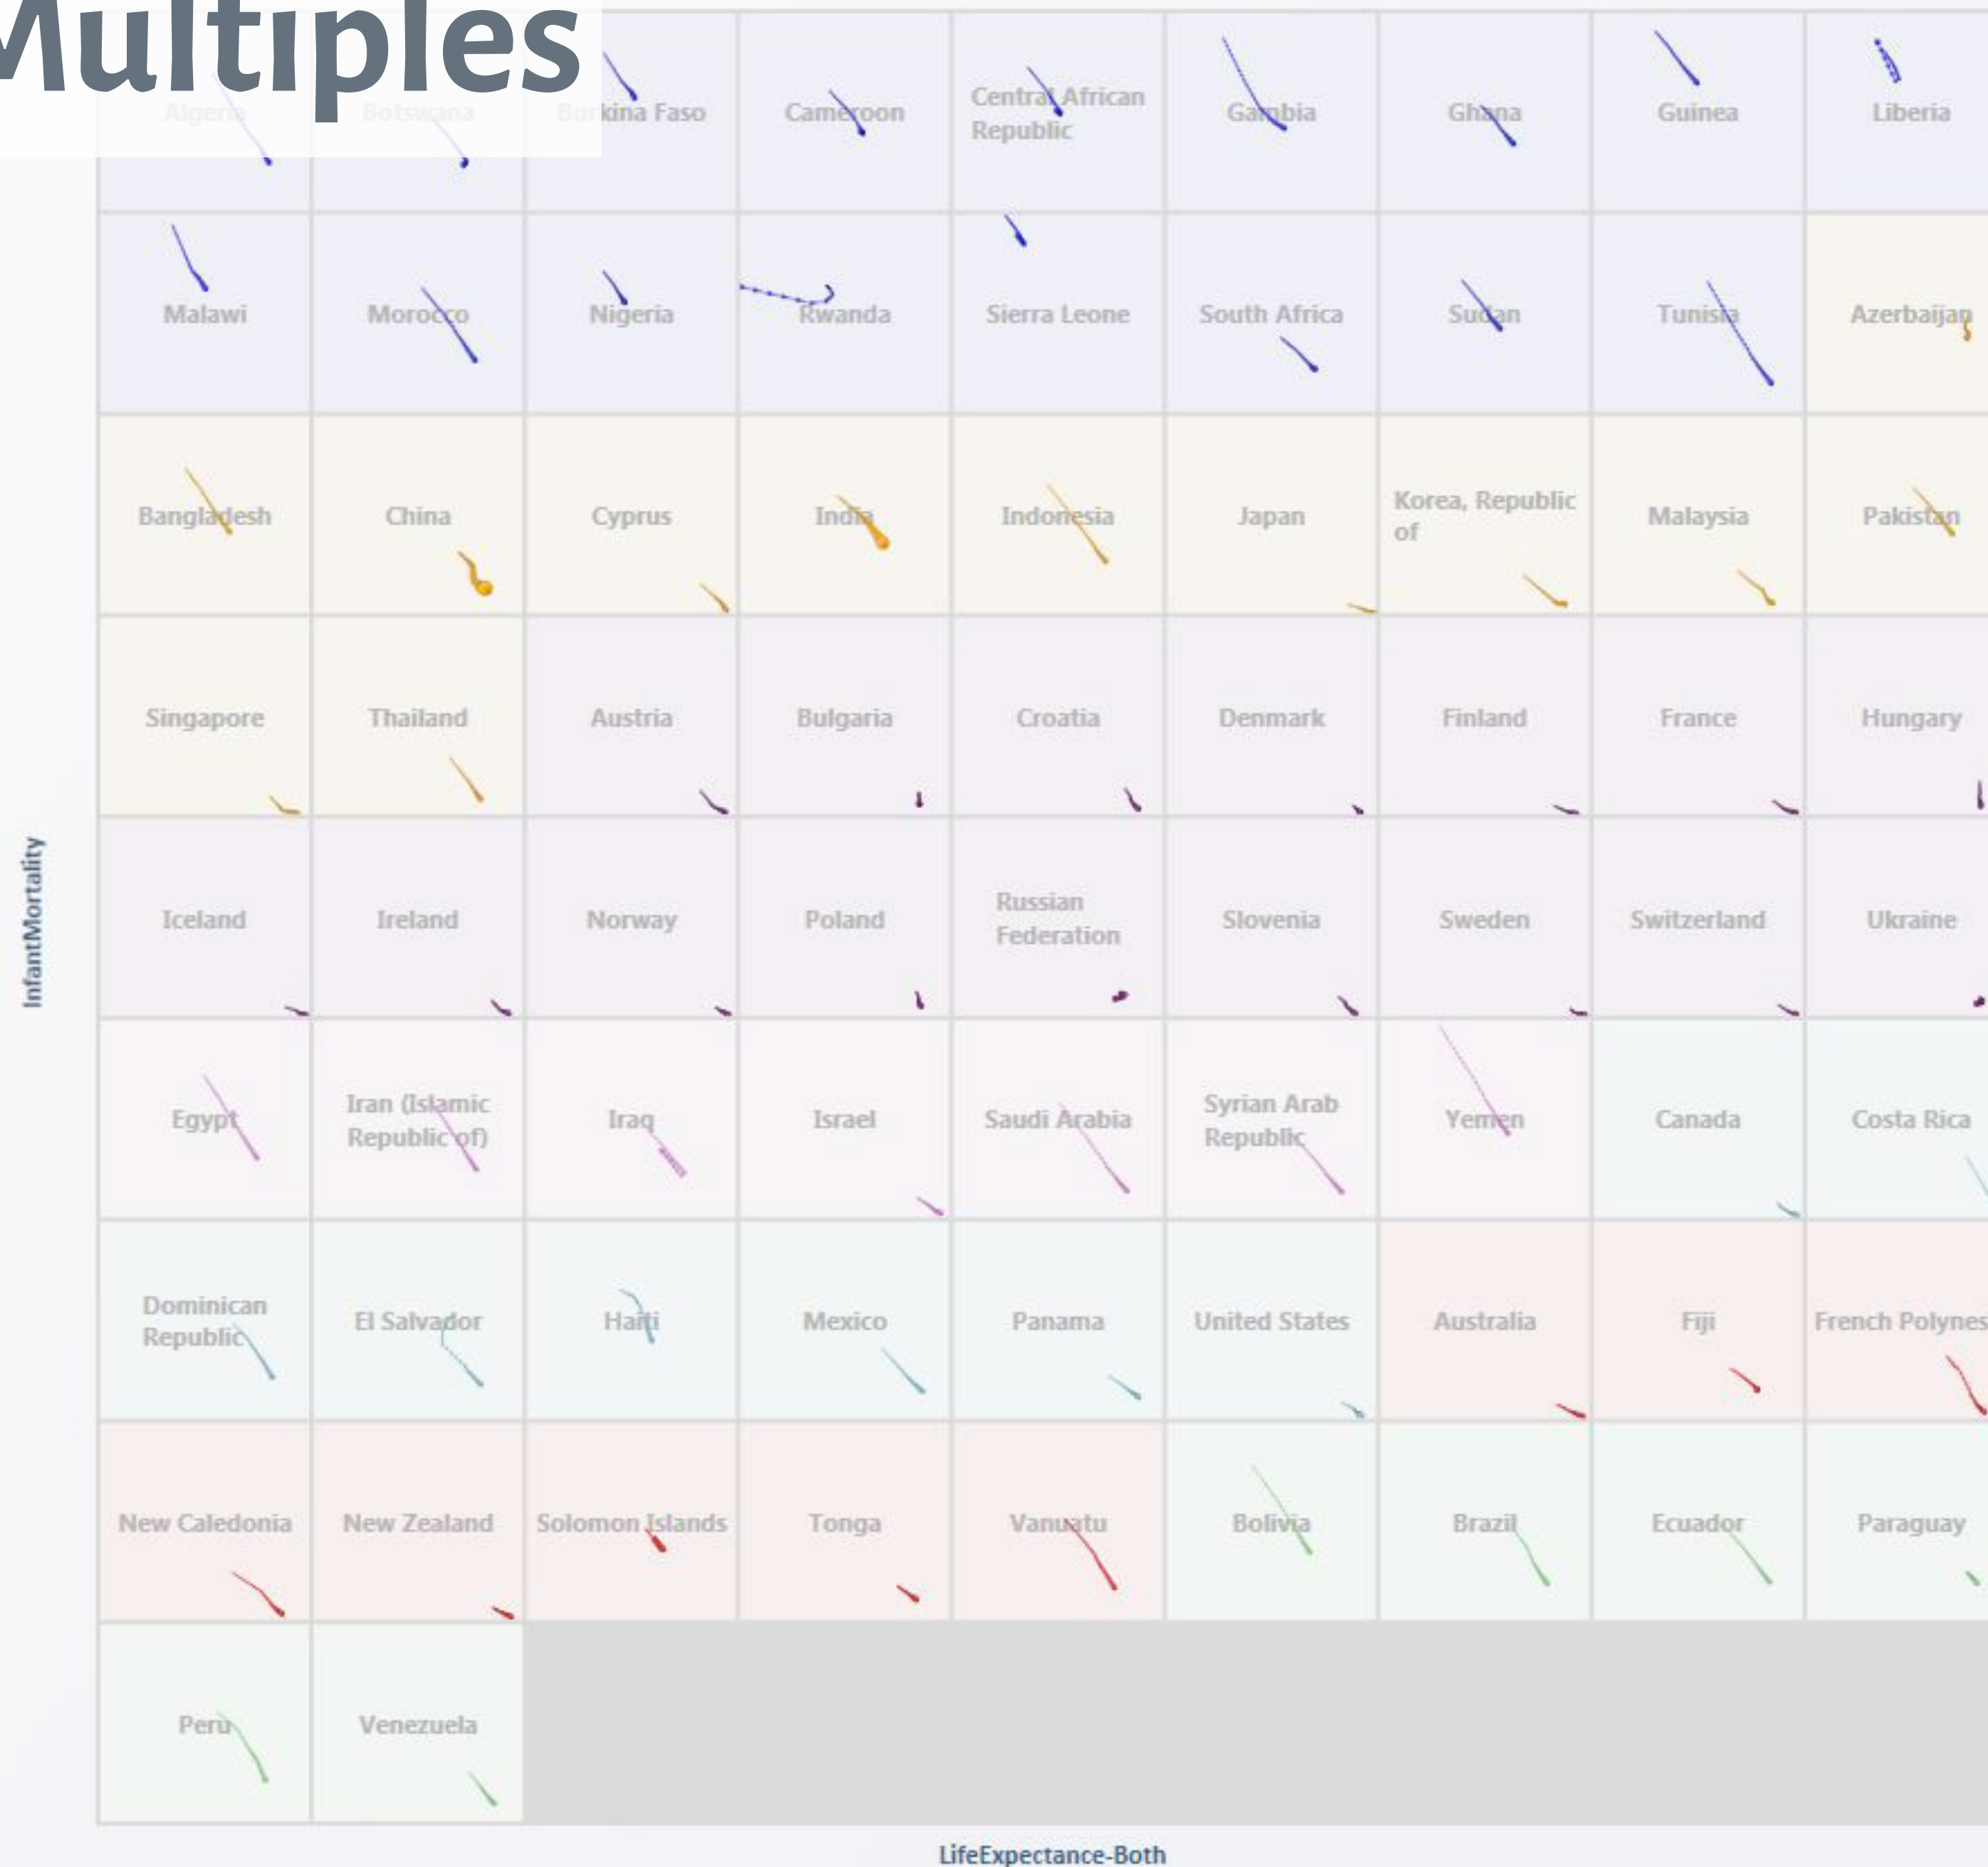 Multiples
Algeria
Botswana
Burkina Faso
Cameroon
Central African
Republic
Gambia
Ghana
Guinea
Liberia
Malawi
Morocco
Nigeria
Rwanda
Sierra Leone
South Africa
Sudan
Tunisia
Azerbaijan
Bangladesh
China
Cyprus
India
Indonesia
Japan
Korea, Republic
of
Malaysia
Pakistan
Singapore
Thailand
Austria
Bulgaria
Croatia
Denmark
Finland
France
Hungary
InfantMortality
Iceland
Ireland
Norway
Poland
Russian
Federation
Slovenia
Sweden
Switzerland
Ukraine
Egypt
Iran (Islamic
Republic of)
Iraq
Israel
Saudi Arabia
Syrian Arab
Republic
Yemen
Canada
Costa Rica
Dominican
Republic
El Salvador
Haiti
Mexico
Panama
United States
Australia
Fiji
French Polynes
New Caledonia
New Zealand
Solomon Islands
Tonga
Vanuatu
Bolivia
Brazil
Ecuador
Paraguay
Peru
Venezuela
LifeExpectance-Both